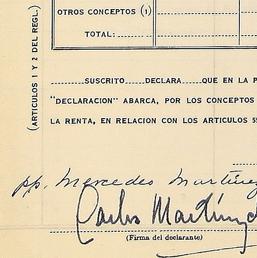 OTROS CONCEPTOS (1)
TOTAL:
(ARTICULOS 1 Y 2 DEL REGL.)
SUSCRITO DECLARA QUE EN LA P
"DECLARACION" ABARCA, POR LOS CONCEPTOS
LA RENTA, EN RELACION CON LOS ARTICULOS 5
pp. Mercedes Martínez
Carlos Martínez
(Firma del declarante)